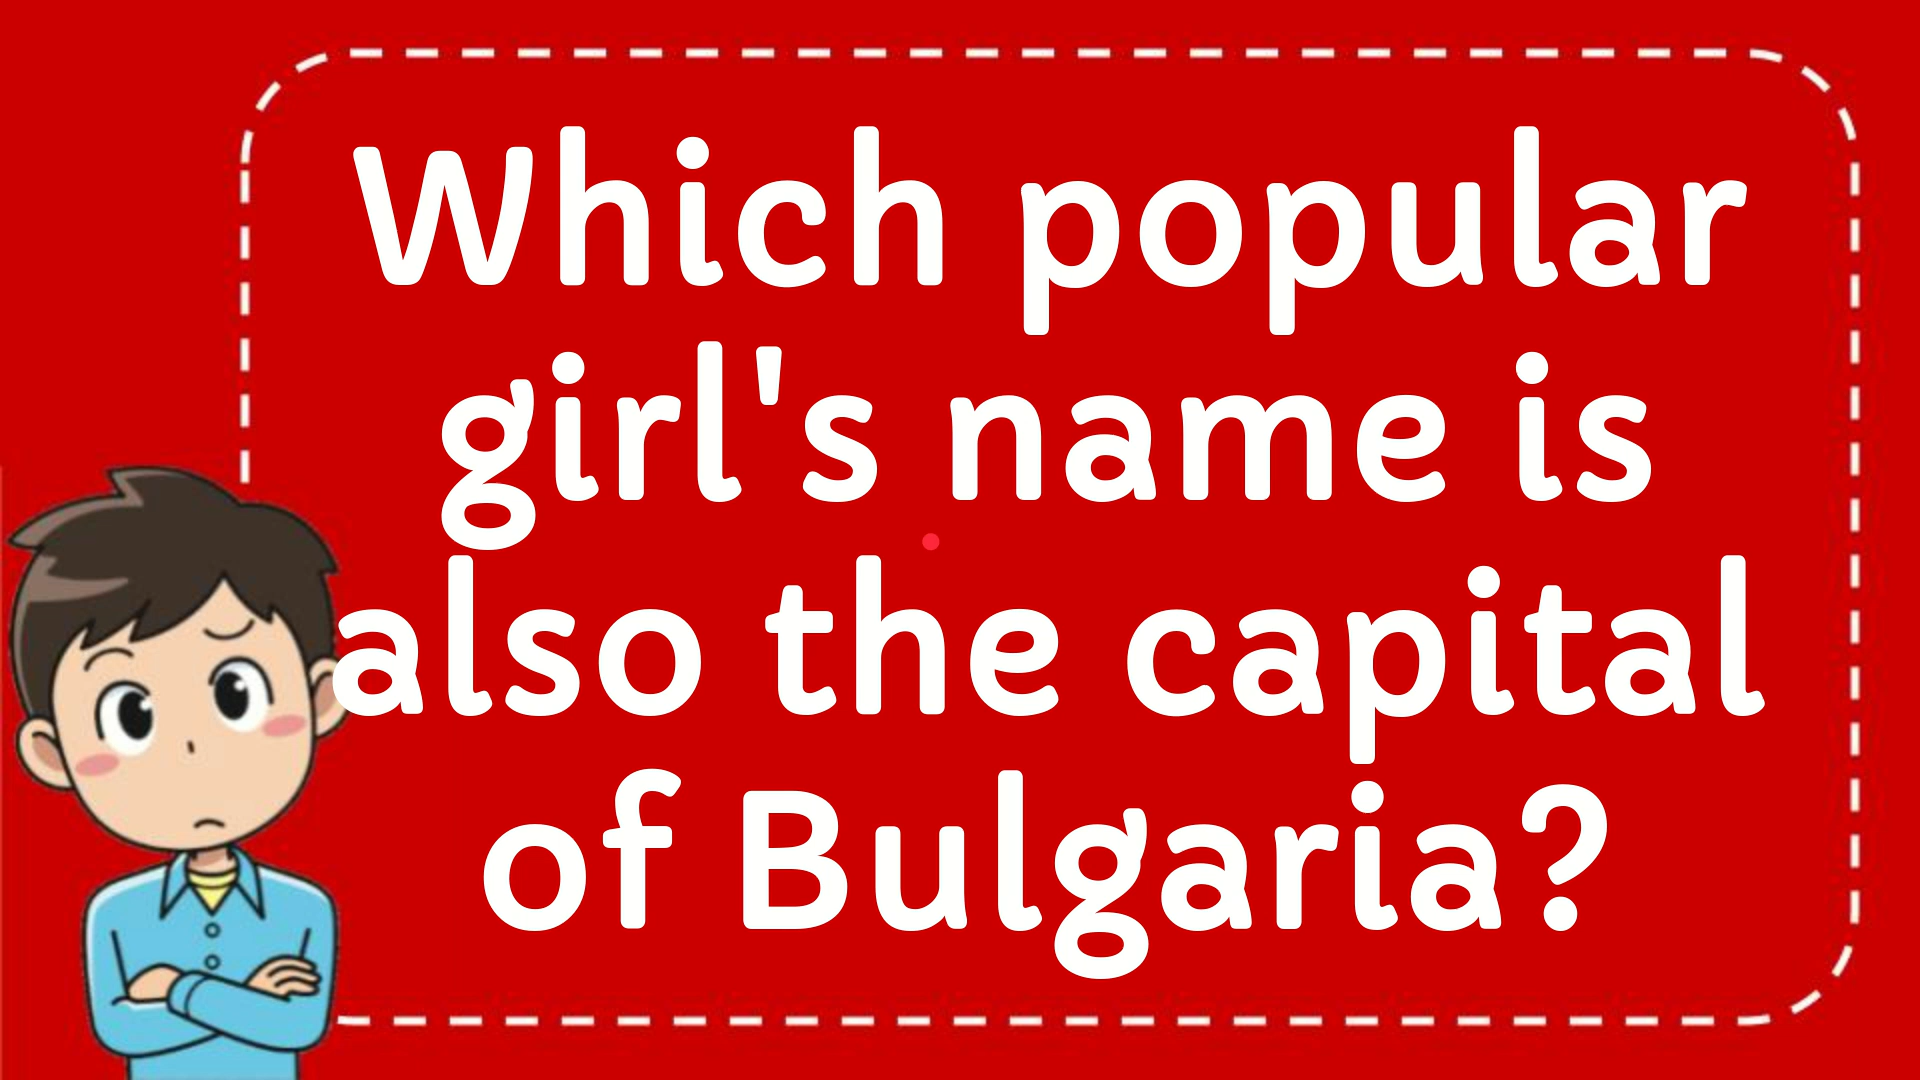 Which popular
girl's name is
also the capital
of Bulgaria?